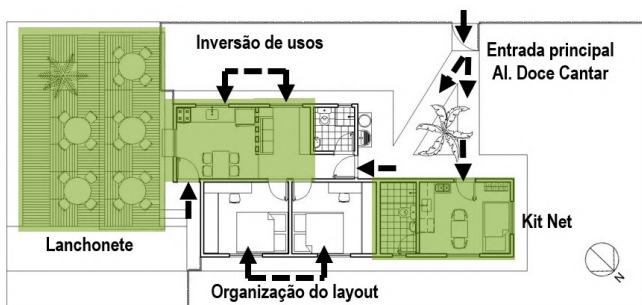 Inversão de usos
Entrada principal
Al. Doce Cantar
Lanchonete
Kit Net
Organização do layout
N